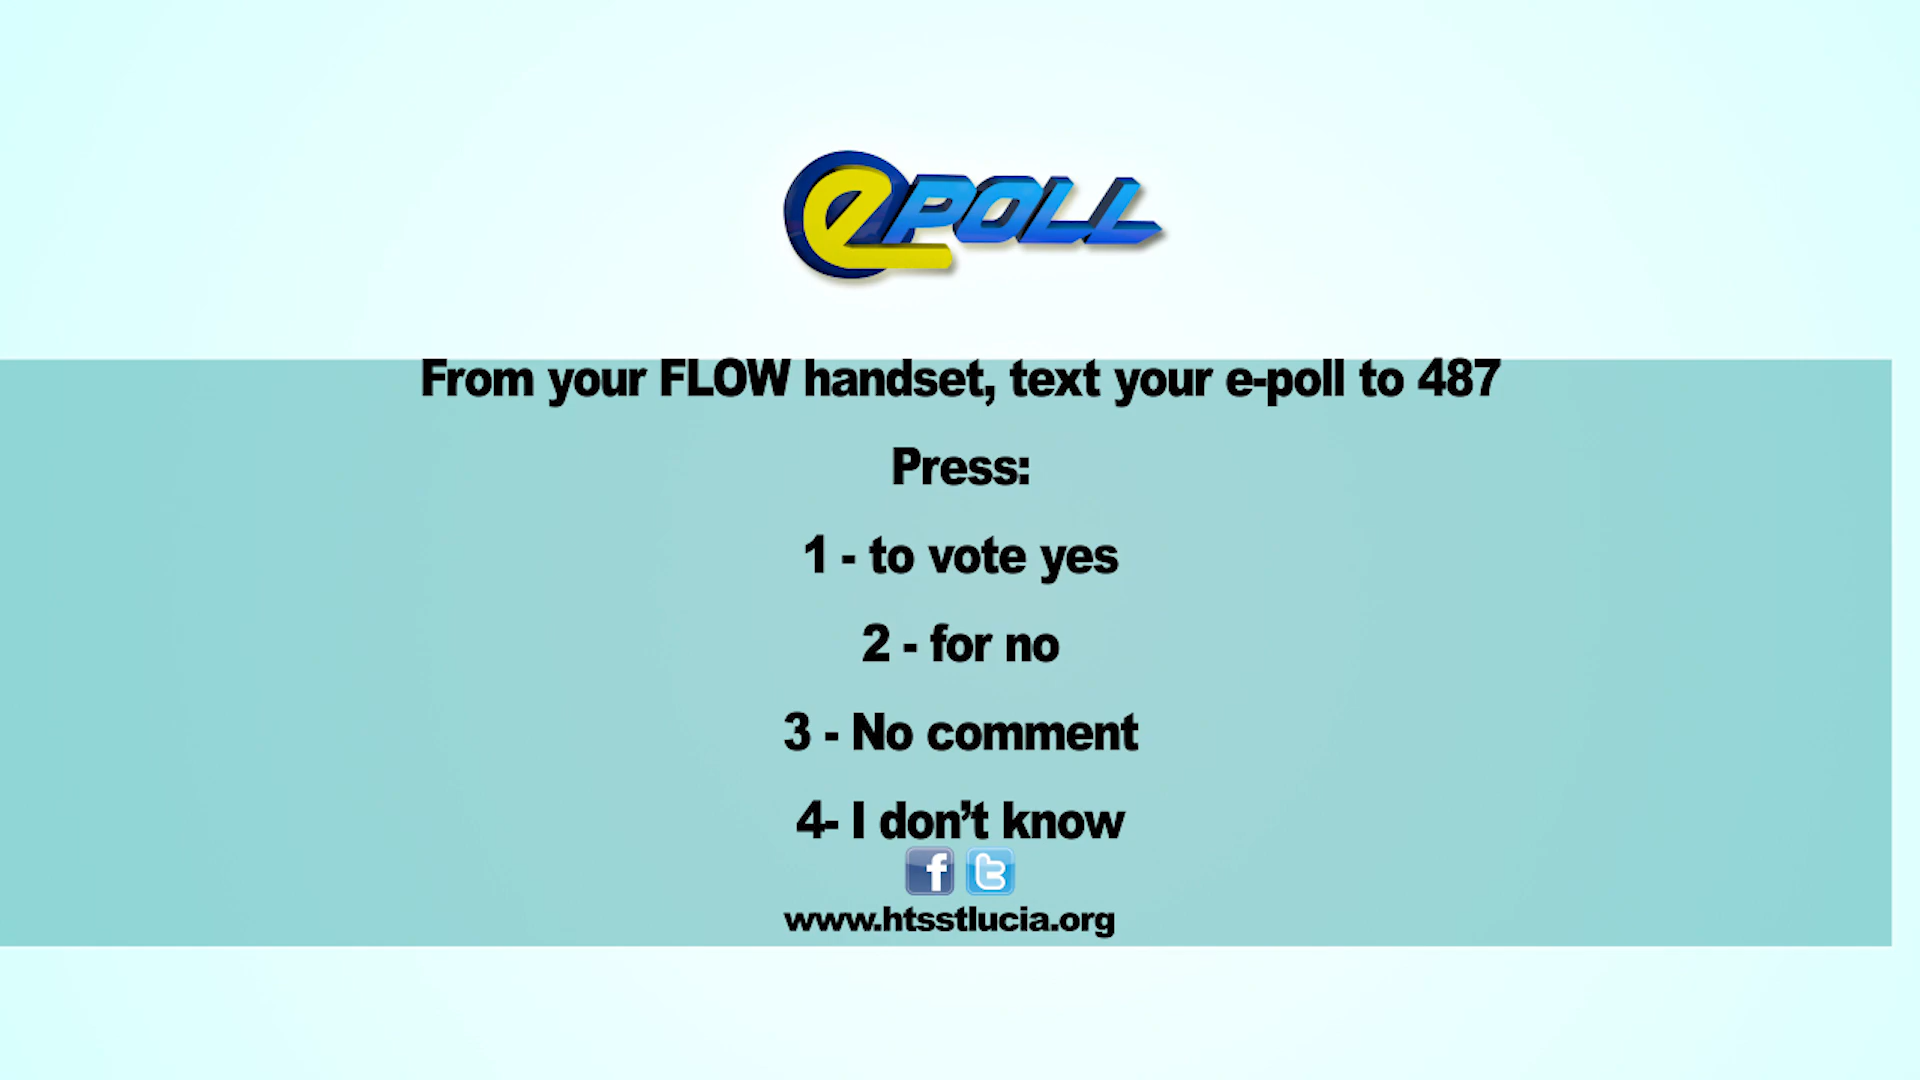 ePOLL
From your FLOW handset, text your e-poll to 487
Press:
1 - to vote yes
2 - for no
3 - No comment
4- I don't know
f t
www.htsstlucia.org